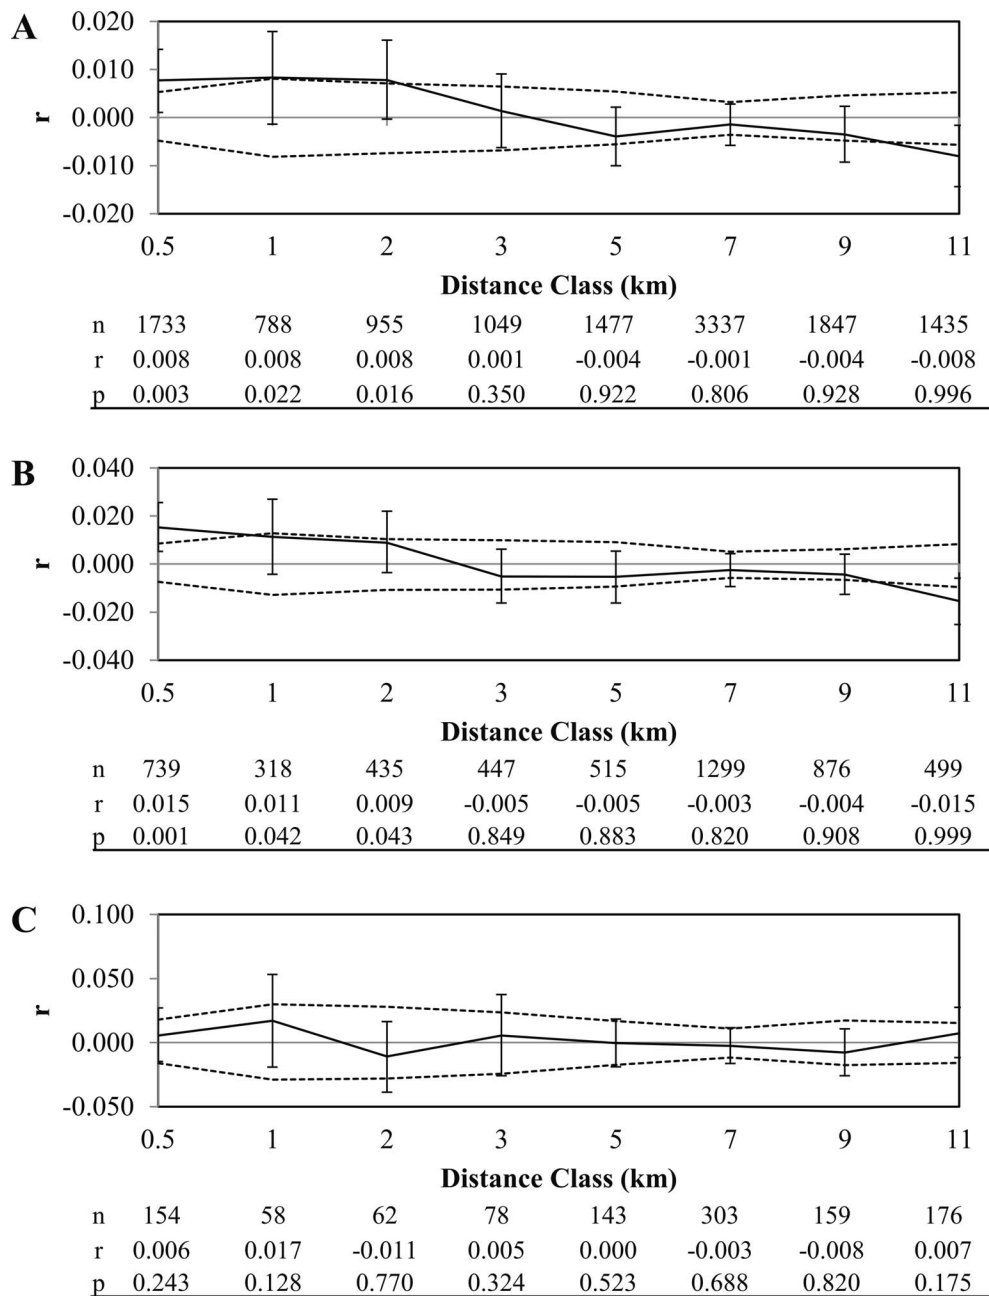 A
0.020
0.010
0.000
-0.010
-0.020
r
0.5 1 2 3 5 7 9 11
Distance Class (km)
n 1733 788 955 1049 1477 3337 1847 1435
r 0.008 0.008 0.008 0.001 -0.004 -0.001 -0.004 -0.008
p 0.003 0.022 0.016 0.350 0.922 0.806 0.928 0.996
B
0.040
0.020
0.000
-0.020
-0.040
r
0.5 1 2 3 5 7 9 11
Distance Class (km)
n 739 318 435 447 515 1299 876 499
r 0.015 0.011 0.009 -0.005 -0.005 -0.003 -0.004 -0.015
p 0.001 0.042 0.043 0.849 0.883 0.820 0.908 0.999
C
0.100
0.050
0.000
-0.050
r
0.5 1 2 3 5 7 9 11
Distance Class (km)
n 154 58 62 78 143 303 159 176
r 0.006 0.017 -0.011 0.005 0.000 -0.003 -0.008 0.007
p 0.243 0.128 0.770 0.324 0.523 0.688 0.820 0.175